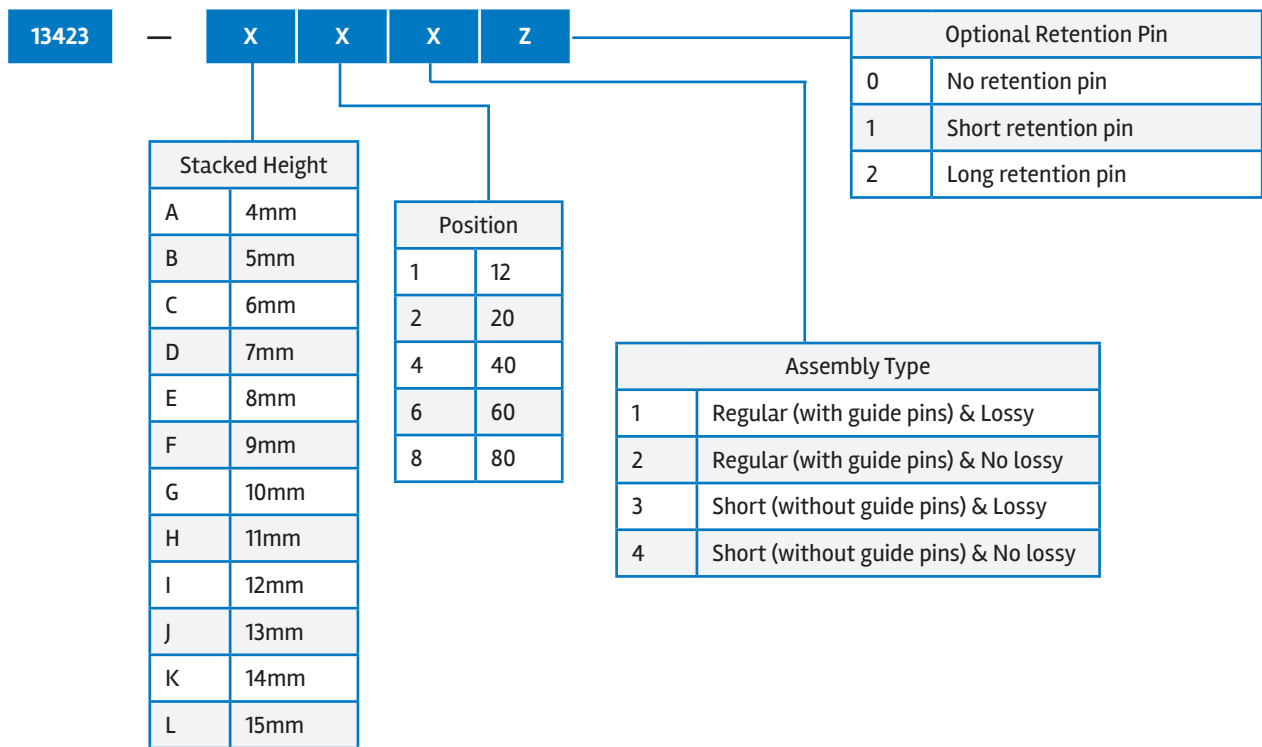 13423 — X X X Z
Optional Retention Pin
0 No retention pin
1 Short retention pin
2 Long retention pin
Stacked Height
A 4mm
B 5mm
C 6mm
D 7mm
E 8mm
F 9mm
G 10mm
H 11mm
I 12mm
J 13mm
K 14mm
L 15mm
Position
1 12
2 20
4 40
6 60
8 80
Assembly Type
1 Regular (with guide pins) & Lossy
2 Regular (with guide pins) & No lossy
3 Short (without guide pins) & Lossy
4 Short (without guide pins) & No lossy